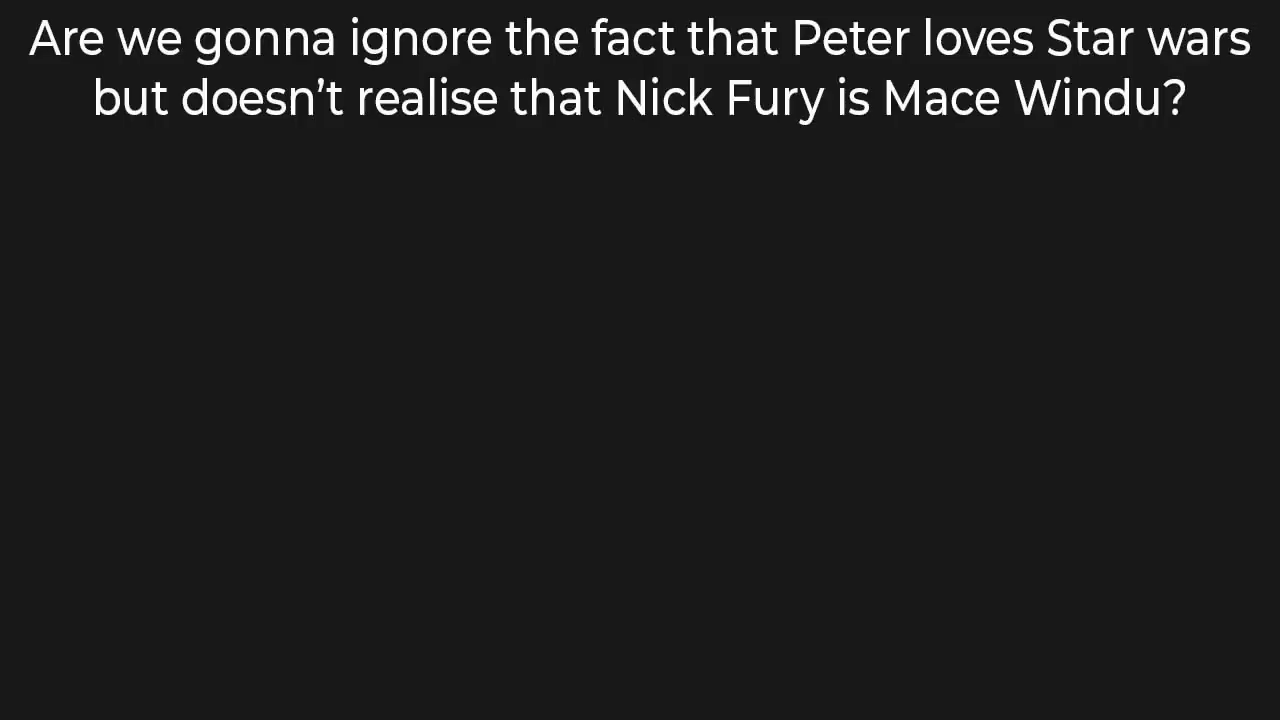 Are we gonna ignore the fact that Peter loves Star wars
but doesn’t realise that Nick Fury is Mace Windu?